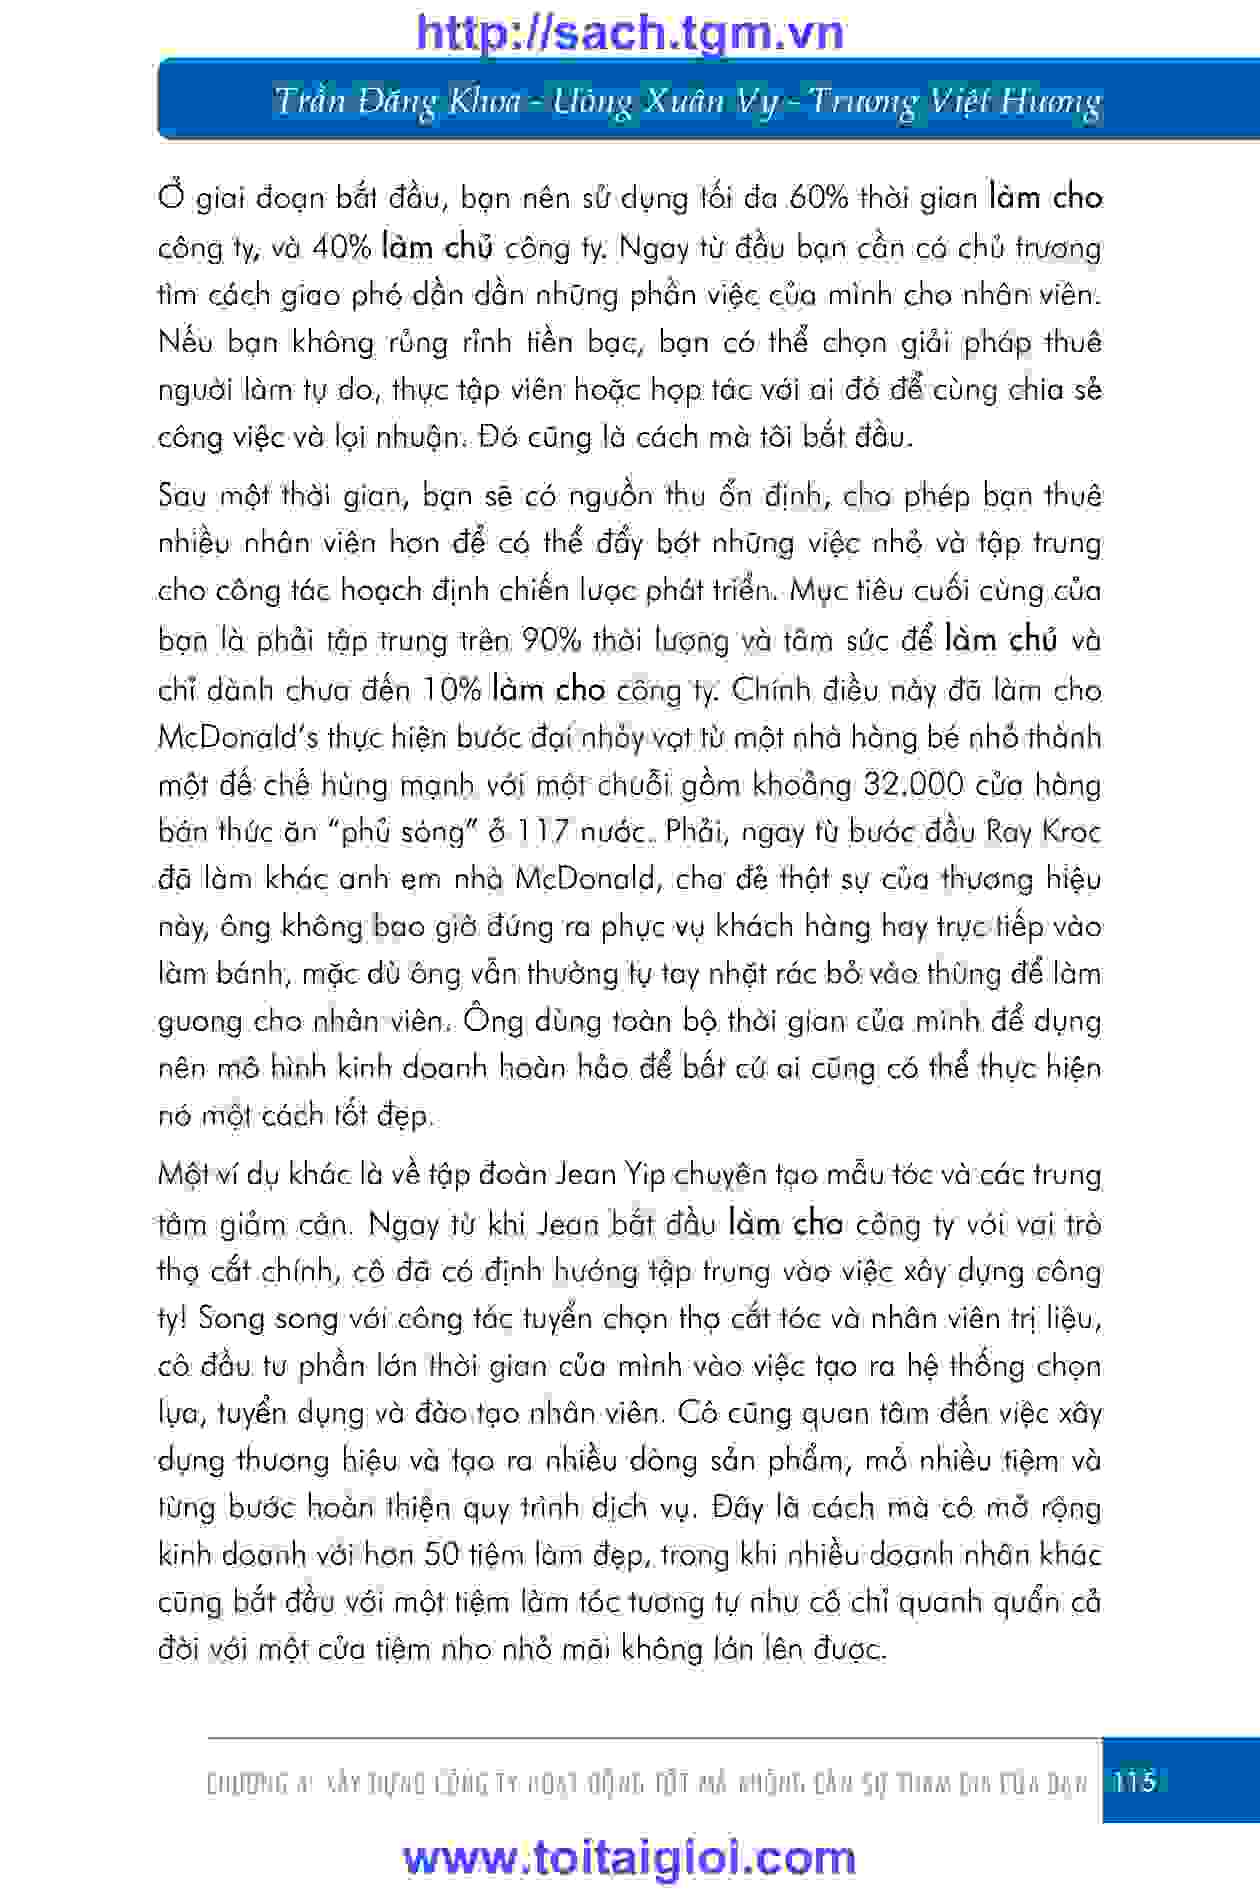 http://sach.tgm.vn
Trần Đăng Khoa - Uông Xuân Vy - Trương Việt Hương
Ở giai đoạn bắt đầu, bạn nên sử dụng tối đa 60% thời gian làm cho
công ty, và 40% làm chủ công ty. Ngay từ đầu bạn cần có chủ trương
tìm cách giao phó dần dần những phần việc của mình cho nhân viên.
Nếu bạn không rủng rỉnh tiền bạc, bạn có thể chọn giải pháp thuê
người làm tự do, thực tập viên hoặc hợp tác với ai đó để cùng chia sẻ
công việc và lợi nhuận. Đó cũng là cách mà tôi bắt đầu.
Sau một thời gian, bạn sẽ có nguồn thu ổn định, cho phép bạn thuê
nhiều nhân viên hơn để có thể đẩy bớt những việc nhỏ và tập trung
cho công tác hoạch định chiến lược phát triển. Mục tiêu cuối cùng của
bạn là phải tập trung trên 90% thời lượng và tâm sức để làm chủ và
chỉ dành chưa đến 10% làm cho công ty. Chính điều này đã làm cho
McDonald’s thực hiện bước đại nhảy vọt từ một nhà hàng bé nhỏ thành
một đế chế hùng mạnh với một chuỗi gồm khoảng 32.000 cửa hàng
bán thức ăn “phủ sóng” ở 117 nước. Phải, ngay từ bước đầu Ray Kroc
đã làm khác anh em nhà McDonald, cha đẻ thật sự của thương hiệu
này, ông không bao giờ đứng ra phục vụ khách hàng hay trực tiếp vào
làm bánh, mặc dù ông vẫn thường tự tay nhặt rác bỏ vào thùng để làm
gương cho nhân viên. Ông dùng toàn bộ thời gian của mình để dựng
nên mô hình kinh doanh hoàn hảo để bất cứ ai cũng có thể thực hiện
nó một cách tốt đẹp.
Một ví dụ khác là về tập đoàn Jean Yip chuyên tạo mẫu tóc và các trung
tâm giảm cân. Ngay từ khi Jean bắt đầu làm cho công ty với vai trò
thợ cắt chính, cô đã có định hướng tập trung vào việc xây dựng công
ty! Song song với công tác tuyển chọn thợ cắt tóc và nhân viên trị liệu,
cô đầu tư phần lớn thời gian của mình vào việc tạo ra hệ thống chọn
lựa, tuyển dụng và đào tạo nhân viên. Cô cũng quan tâm đến việc xây
dựng thương hiệu và tạo ra nhiều dòng sản phẩm, mở nhiều tiệm và
từng bước hoàn thiện quy trình dịch vụ. Đấy là cách mà cô mở rộng
kinh doanh với hơn 50 tiệm làm đẹp, trong khi nhiều doanh nhân khác
cũng bắt đầu với một tiệm làm tóc tương tự như cô chỉ quanh quẩn cả
đời với một cửa tiệm nho nhỏ mãi không lớn lên được.
CHƯƠNG 4: XÂY DỰNG CÔNG TY HOẠT ĐỘNG TỐT MÀ KHÔNG CẦN SỰ THAM GIA CỦA BẠN 115
www.toitaigioi.com